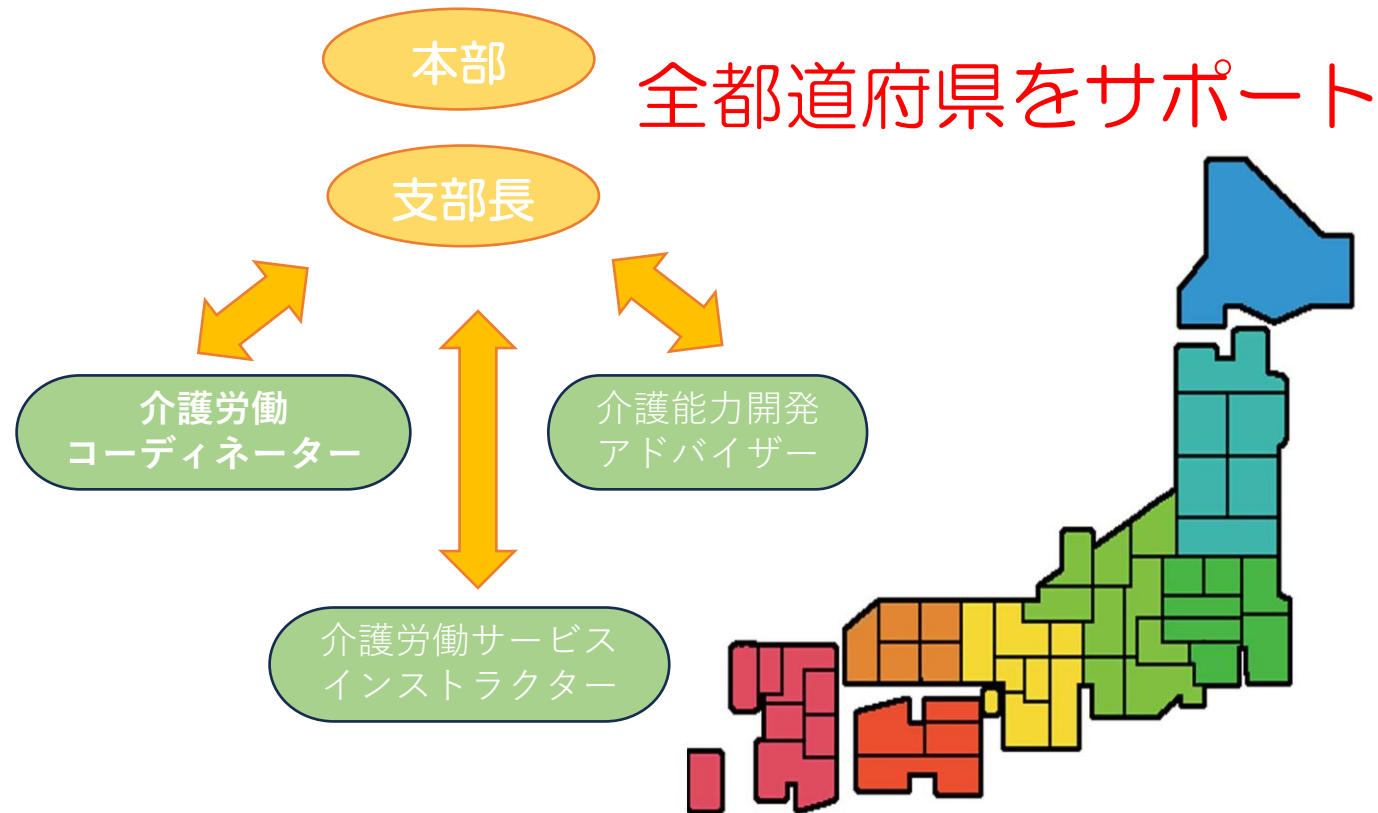 本部
全都道府県をサポート
支部長
介護労働
コーディネーター
介護能力開発
アドバイザー
介護労働サービス
インストラクター